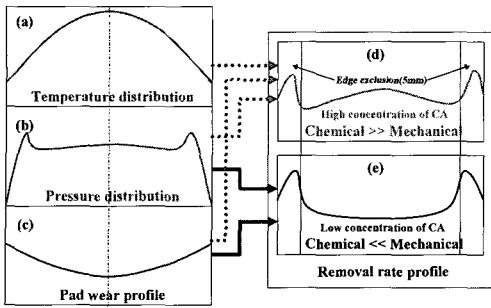 (a)
Temperature distribution
(b)
Pressure distribution
(c)
Pad wear profile
(d)
Edge exclusion(5mm)
High concentration of CA
Chemical >> Mechanica
(e)
Low concentration of CA
Chemical << Mechanical
Removal rate profile